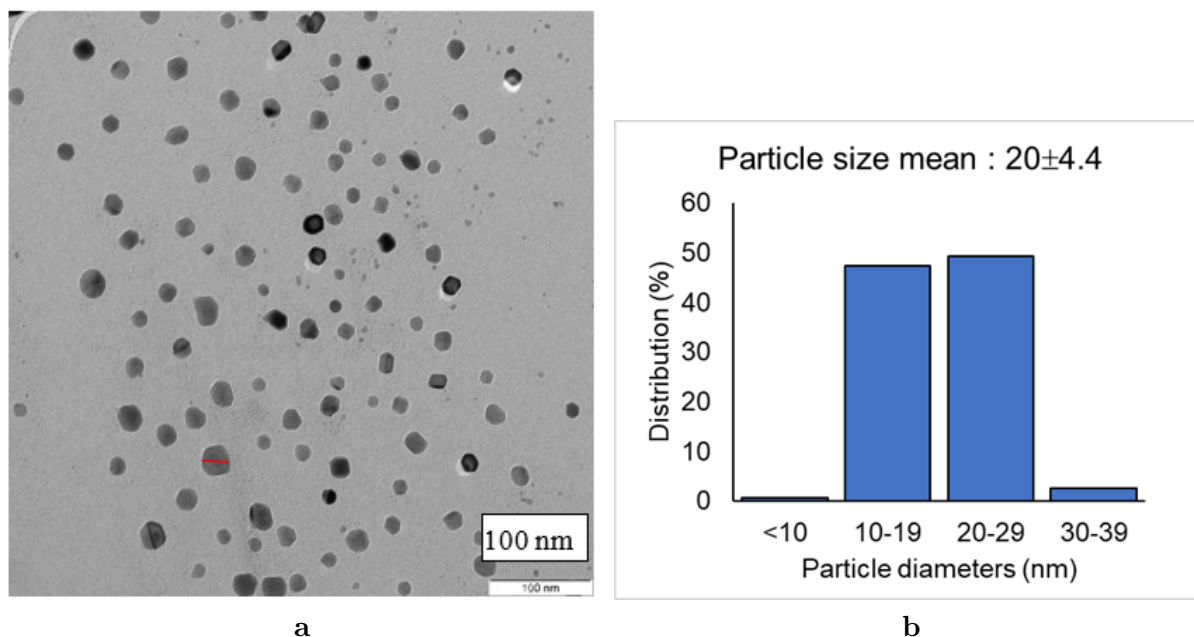 100 nm
100 nm
a
Particle size mean : 20±4.4
Distribution (%)
60
50
40
30
20
10
0
<10 10-19 20-29 30-39
Particle diameters (nm)
b